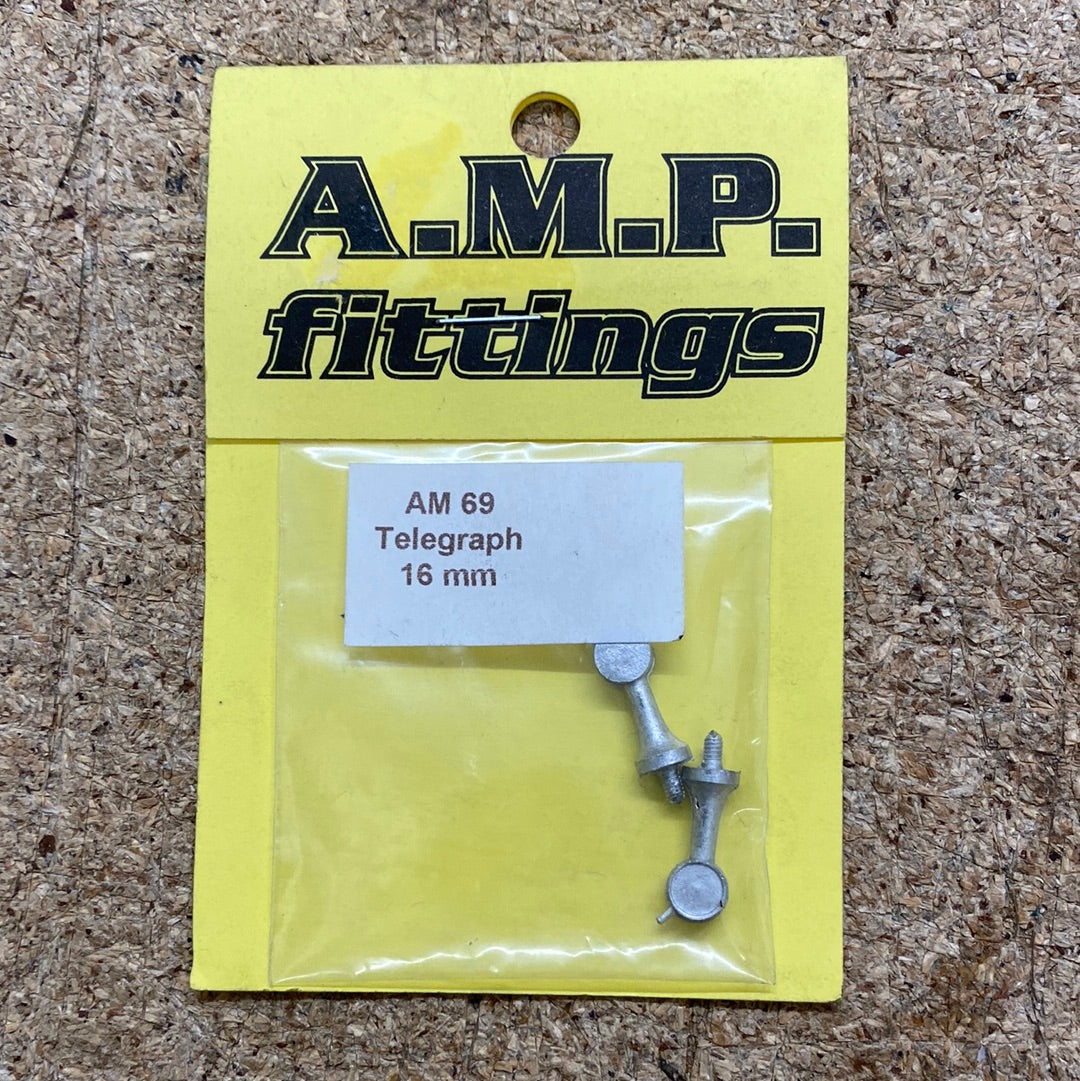 A.M.P.
fittings
AM 69
Telegraph
16 mm